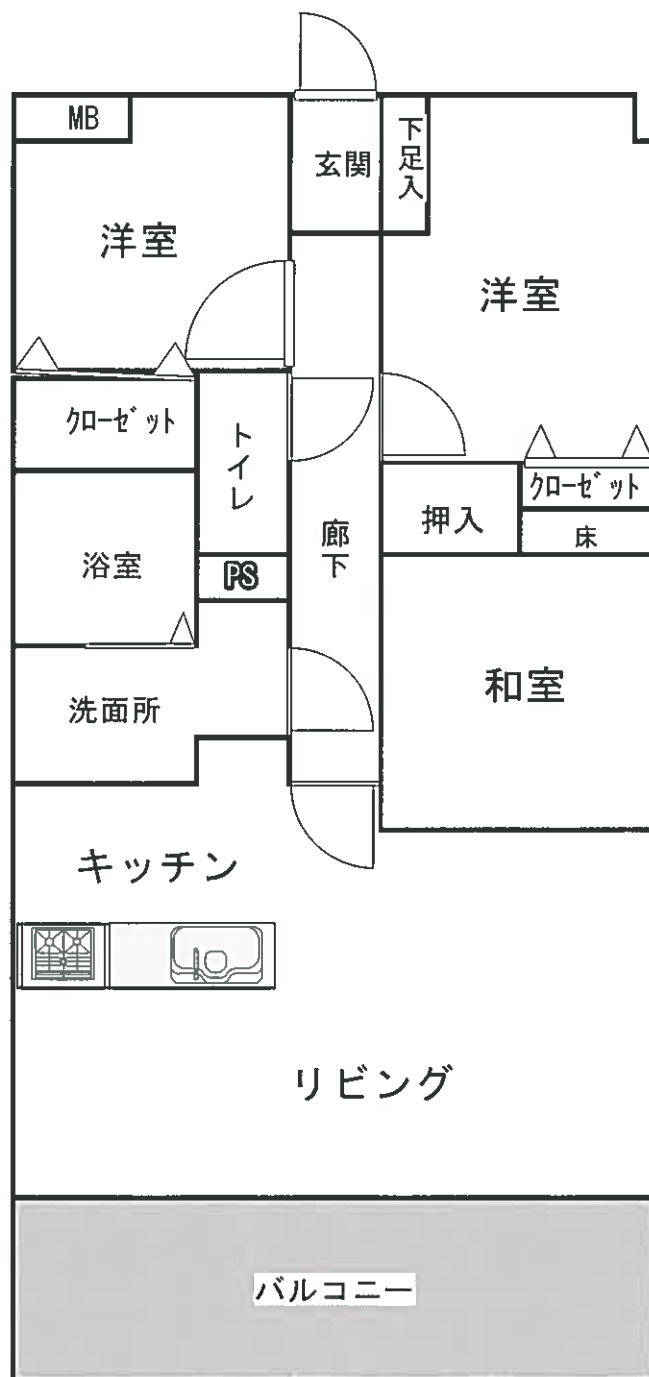 MB
玄関
下足入
洋室
洋室
クローゼット
トイレ
クローゼット
押入
床
廊下
浴室
PS
和室
洗面所
キッチン
リビング
バルコニー